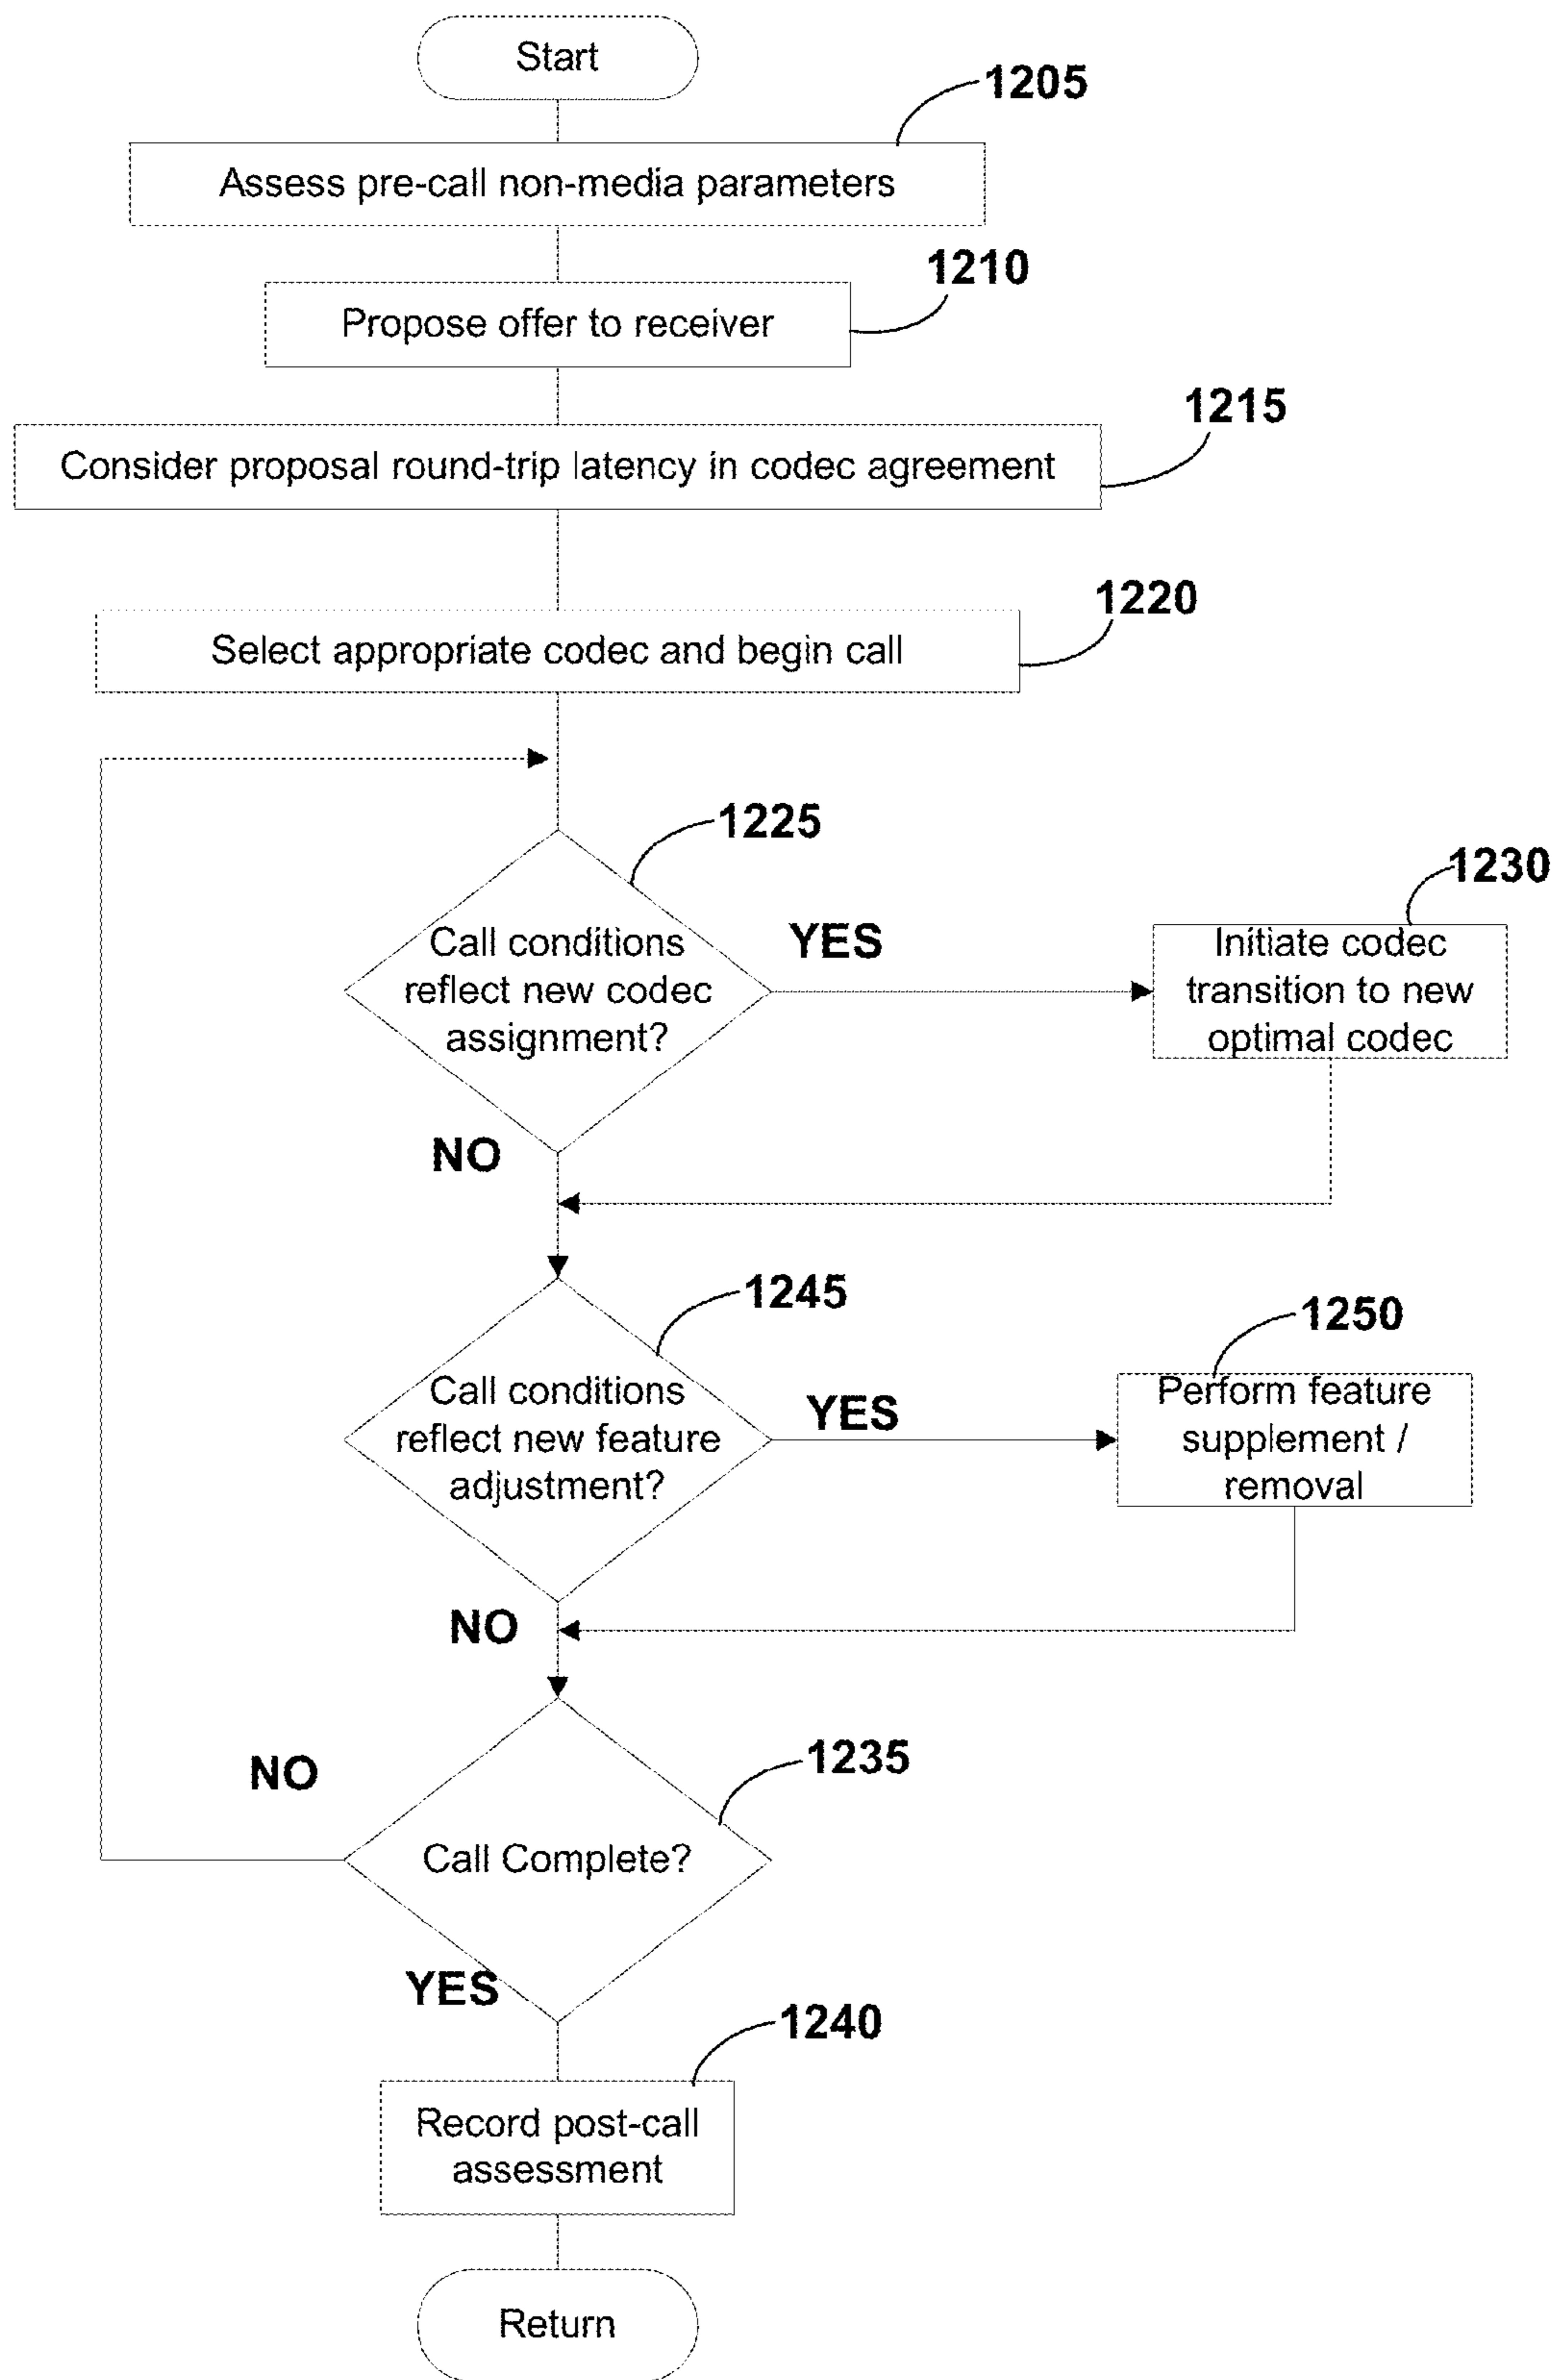 Start
1205
Assess pre-call non-media parameters
1210
Propose offer to receiver
1215
Consider proposal round-trip latency in codec agreement
1220
Select appropriate codec and begin call
1225
1230
Call conditions
reflect new codec
assignment?
YES
Initiate codec
transition to new
optimal codec
NO
1245
1250
Call conditions
reflect new feature
adjustment?
YES
Perform feature
supplement /
removal
NO
1235
NO
Call Complete?
YES
1240
Record post-call
assessment
Return